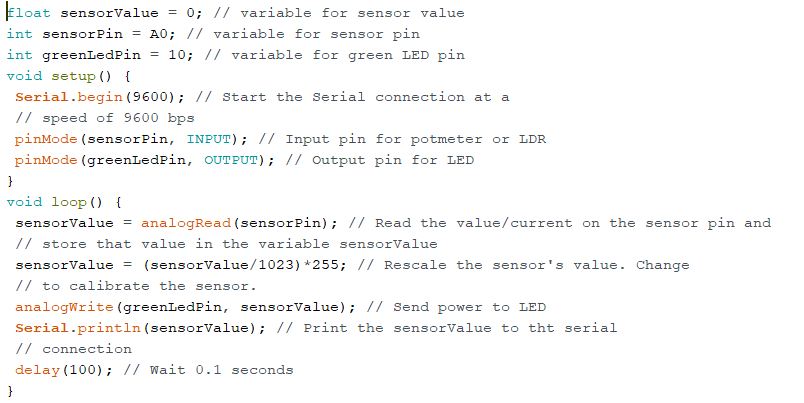 float sensorValue = 0; // variable for sensor value
int sensorPin = A0; // variable for sensor pin
int greenLedPin = 10; // variable for green LED pin
void setup() {
Serial.begin(9600); // Start the Serial connection at a
// speed of 9600 bps
pinMode(sensorPin, INPUT); // Input pin for potmeter or LDR
pinMode(greenLedPin, OUTPUT); // Output pin for LED
}
void loop() {
sensorValue = analogRead(sensorPin); // Read the value/current on the sensor pin and
// store that value in the variable sensorValue
sensorValue = (sensorValue/1023)*255; // Rescale the sensor's value. Change
// to calibrate the sensor.
analogWrite(greenLedPin, sensorValue); // Send power to LED
Serial.println(sensorValue); // Print the sensorValue to tht serial
// connection
delay(100); // Wait 0.1 seconds
}